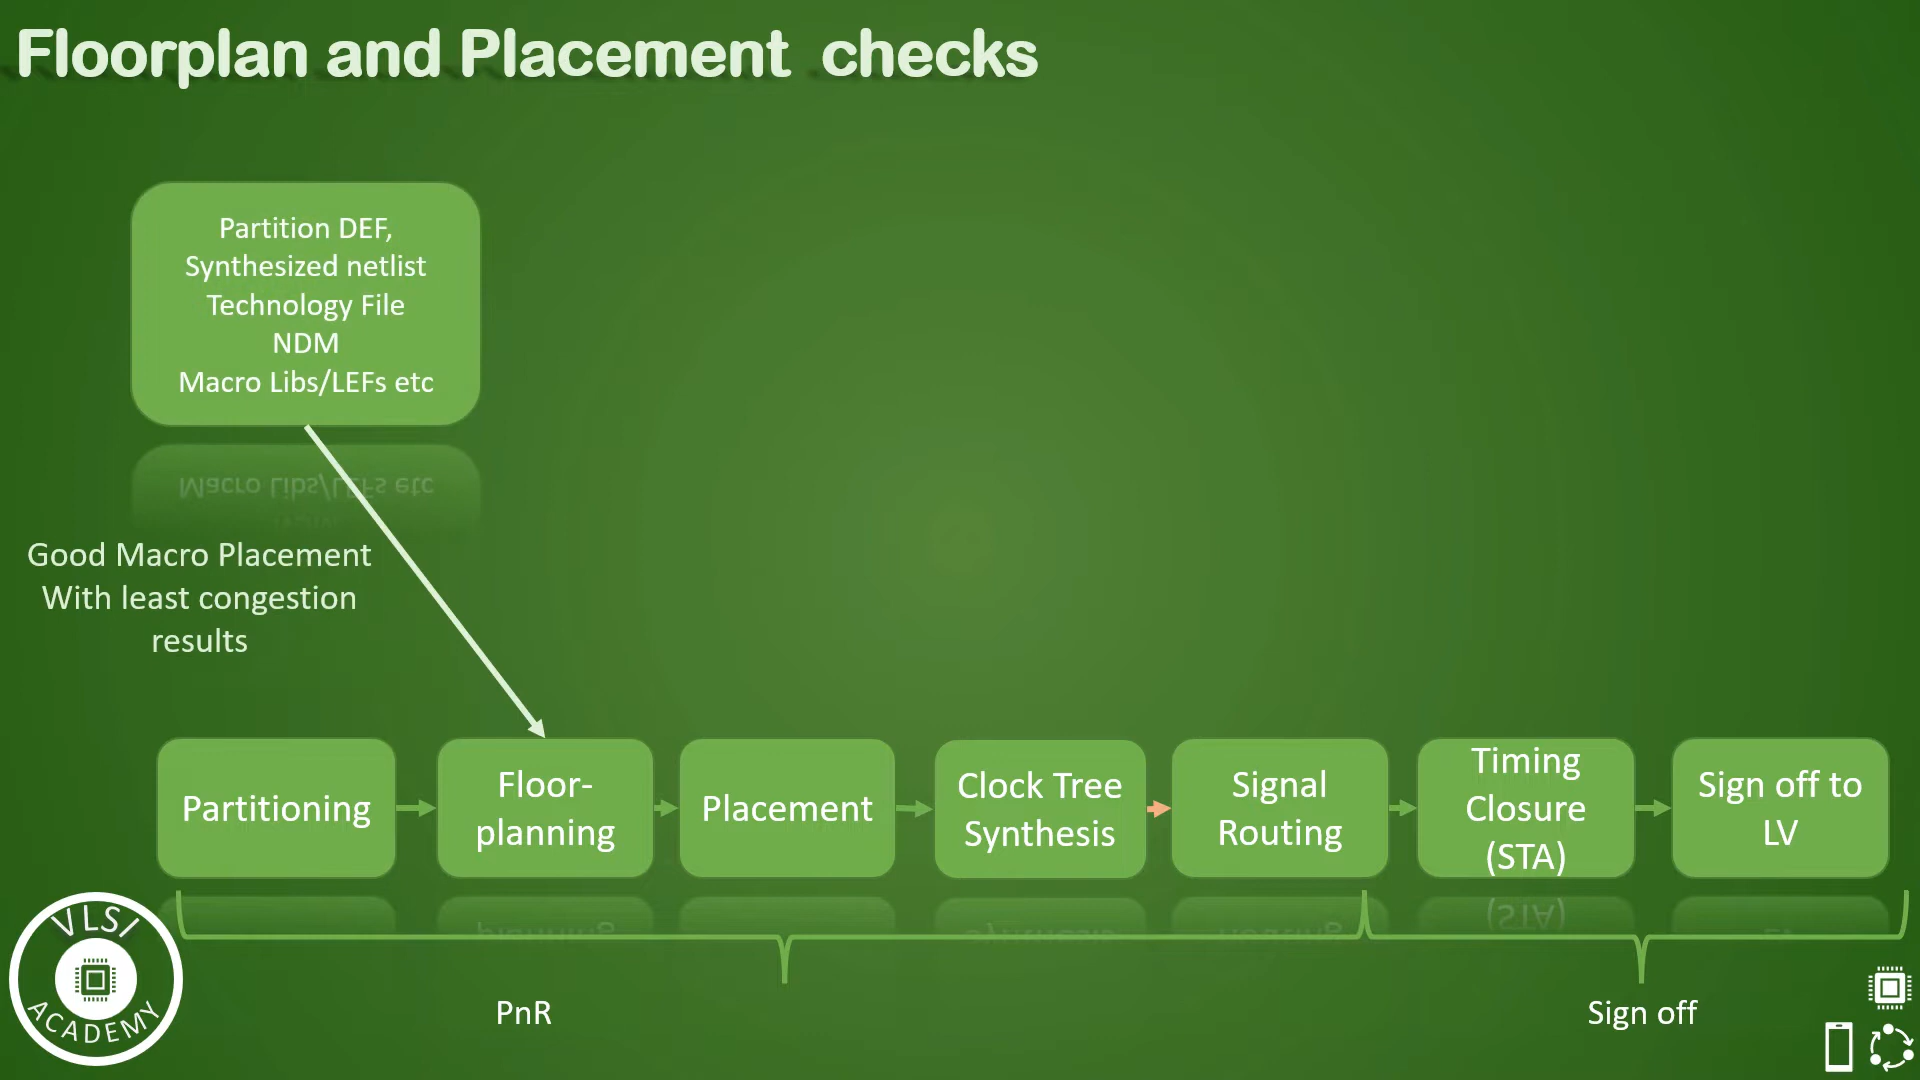 Floorplan and Placement checks
Partition DEF,
Synthesized netlist
Technology File
NDM
Macro Libs/LEFs etc
Good Macro Placement
With least congestion
results
Partitioning
Floor-
planning
Placement
Clock Tree
Synthesis
Signal
Routing
Timing
Closure
(STA)
Sign off to
LV
PnR
Sign off
VLSI
ACADEMY